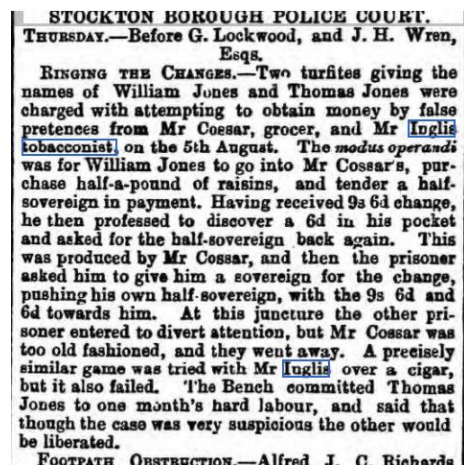 STOCKTON BOROUGH POLICE COURT.
THURSDAY.—Before G. Lockwood, and J. H. Wren,
Esqs.
RINGING THE CHANGES.—Two turfites giving the
names of William Jones and Thomas Jones were
charged with attempting to obtain money by false
pretences from Mr Cossar, grocer, and Mr Inglis
tobacconist, on the 5th August. The modus operandi
was for William Jones to go into Mr Cossar's, pur-
chase half-a-pound of raisins, and tender a half-
sovereign in payment. Having received 9s 6d change,
he then professed to discover a 6d in his pocket
and asked for the half-sovereign back again. This
was produced by Mr Cossar, and then the prisoner
asked him to give him a sovereign for the change,
pushing his own half-sovereign, with the 9s 6d and
6d towards him. At this juncture the other pri-
soner entered to divert attention, but Mr Cossar was
too old fashioned, and they went away. A precisely
similar game was tried with Mr Inglis over a cigar,
but it also failed. The Bench committed Thomas
Jones to one month's hard labour, and said that
though the case was very suspicious the other would
be liberated.
FOOTPATH OBSTRUCTION.—Alfred J. C. Richards